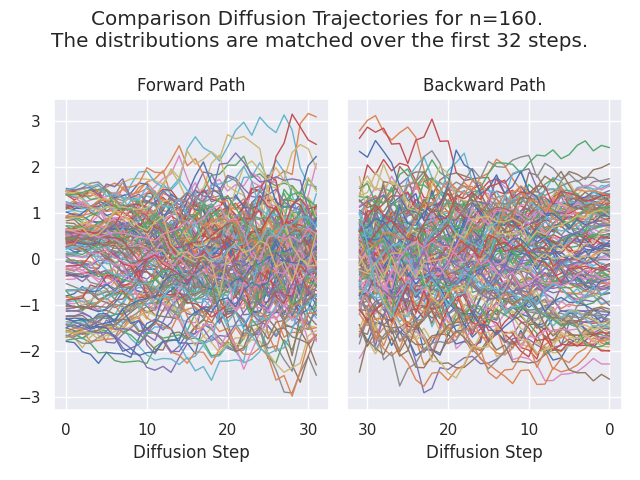 Comparison Diffusion Trajectories for n=160.
The distributions are matched over the first 32 steps.
Forward Path
Backward Path
3
2
1
0
−1
−2
−3
0
10
20
30
30
20
10
0
Diffusion Step
Diffusion Step